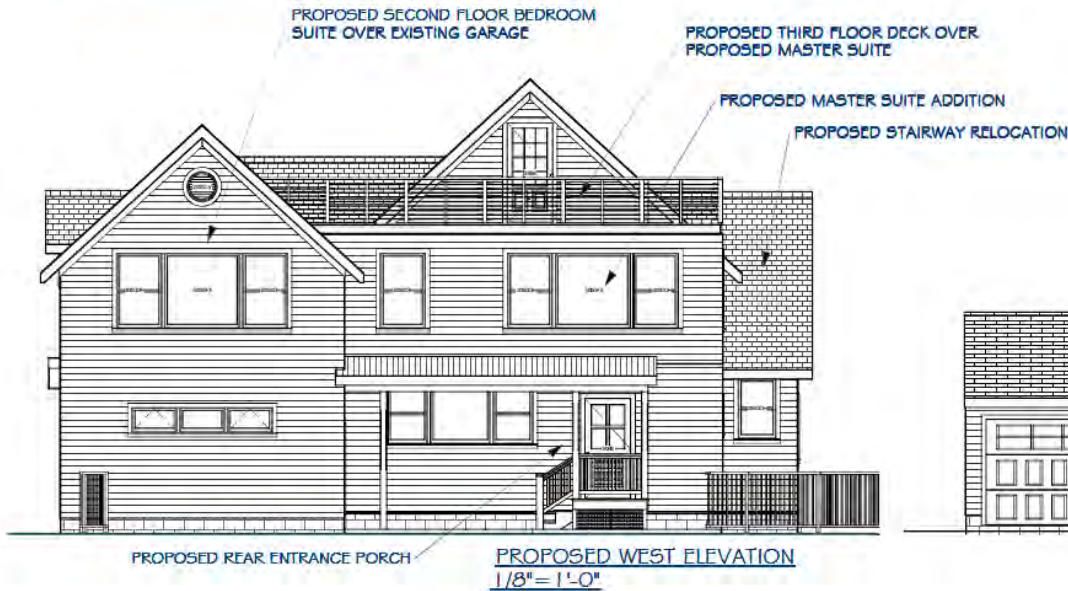 PROPOSED SECOND FLOOR BEDROOM
SUITE OVER EXISTING GARAGE
PROPOSED THIRD FLOOR DECK OVER
PROPOSED MASTER SUITE
PROPOSED MASTER SUITE ADDITION
PROPOSED STAIRWAY RELOCATION
PROPOSED REAR ENTRANCE PORCH
PROPOSED WEST ELEVATION
1/8"=1'-0"